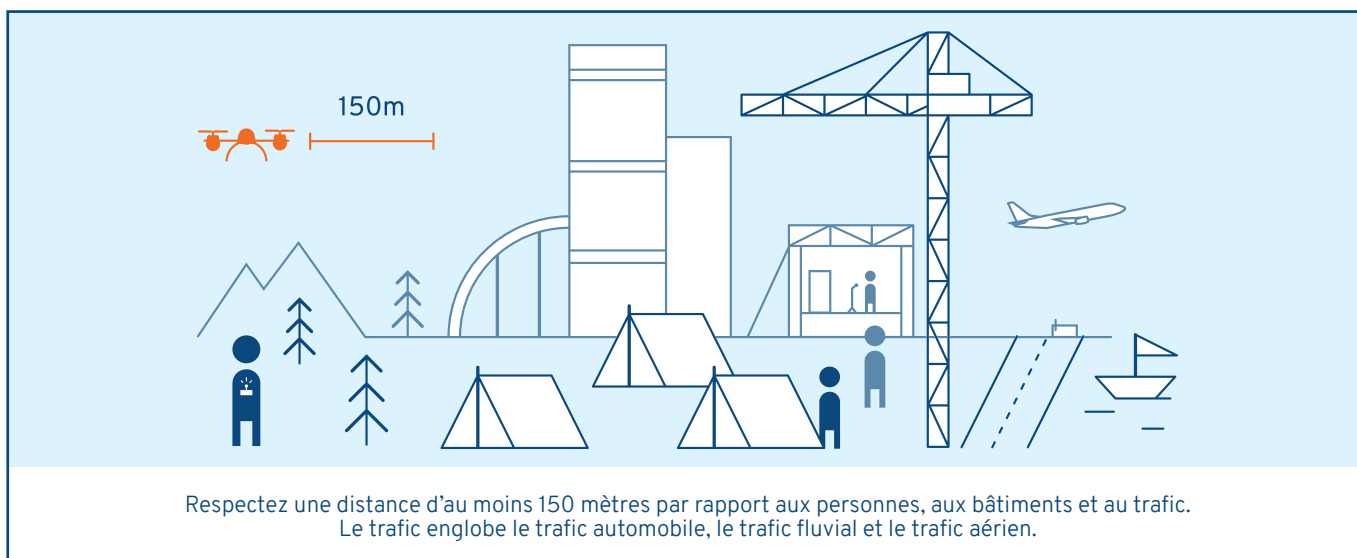 150m
Respectez une distance d'au moins 150 mètres par rapport aux personnes, aux bâtiments et au trafic.
Le trafic englobe le trafic automobile, le trafic fluvial et le trafic aérien.